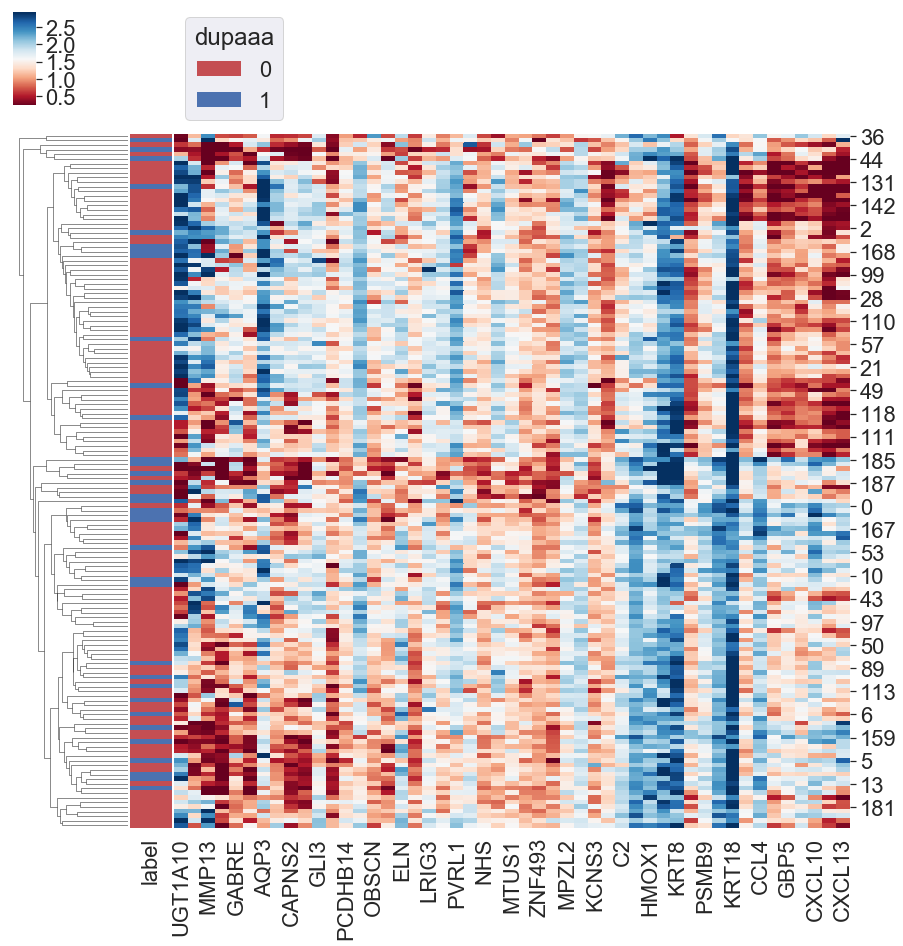 2.5
2.0
1.5
1.0
0.5
dupaaa
0
1
36
44
131
142
2
168
99
28
110
57
21
49
118
111
185
187
0
167
53
10
43
97
50
89
113
6
159
5
13
181
label
UGT1A10
MMP13
GABRE
AQP3
CAPNS2
GLI3
PCDHB14
OBSCN
ELN
LRIG3
PVRL1
NHS
MTUS1
ZNF493
MPZL2
KCNS3
C2
HMOX1
KRT8
PSMB9
KRT18
CCL4
GBP5
CXCL10
CXCL13